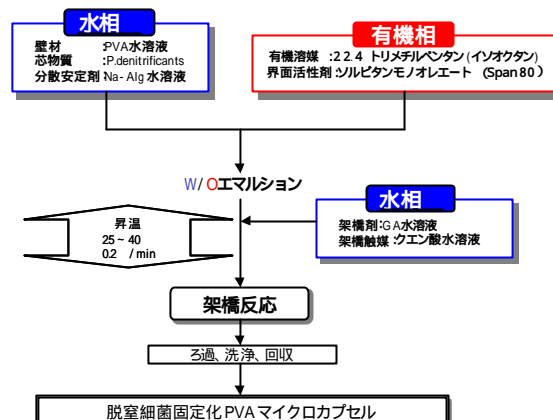 水相
壁材 :PVA水溶液
芯物質 :P.denitrificants
分散安定剤:Na-Alg水溶液
有機相
有機溶媒 :2 2 4 トリメチルペンタン(イソオクタン)
界面活性剤:ソルビタンモノオレエート (Span80)
W/Oエマルション
水相
架橋剤:GA水溶液
架橋触媒:クエン酸水溶液
昇温
25~40
0.2 /min
架橋反応
ろ過、洗浄、回収
脱窒細菌固定化PVAマイクロカプセル